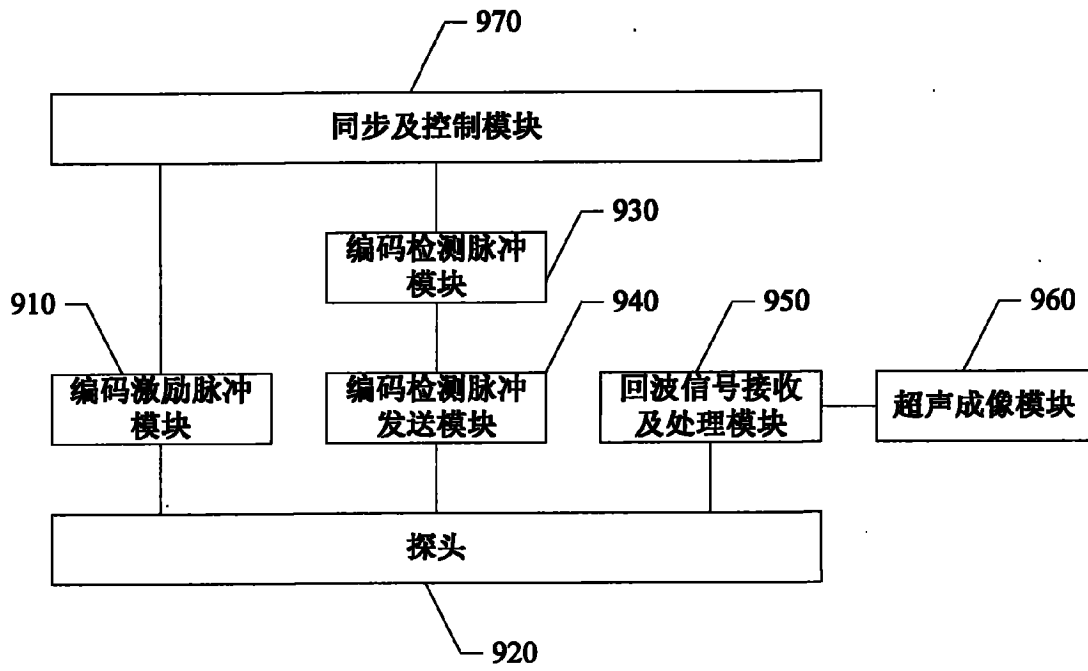 970
同步及控制模块
930
编码检测脉冲
模块
910
940
950
960
编码激励脉冲
模块
编码检测脉冲
发送模块
回波信号接收
及处理模块
超声成像模块
探头
920